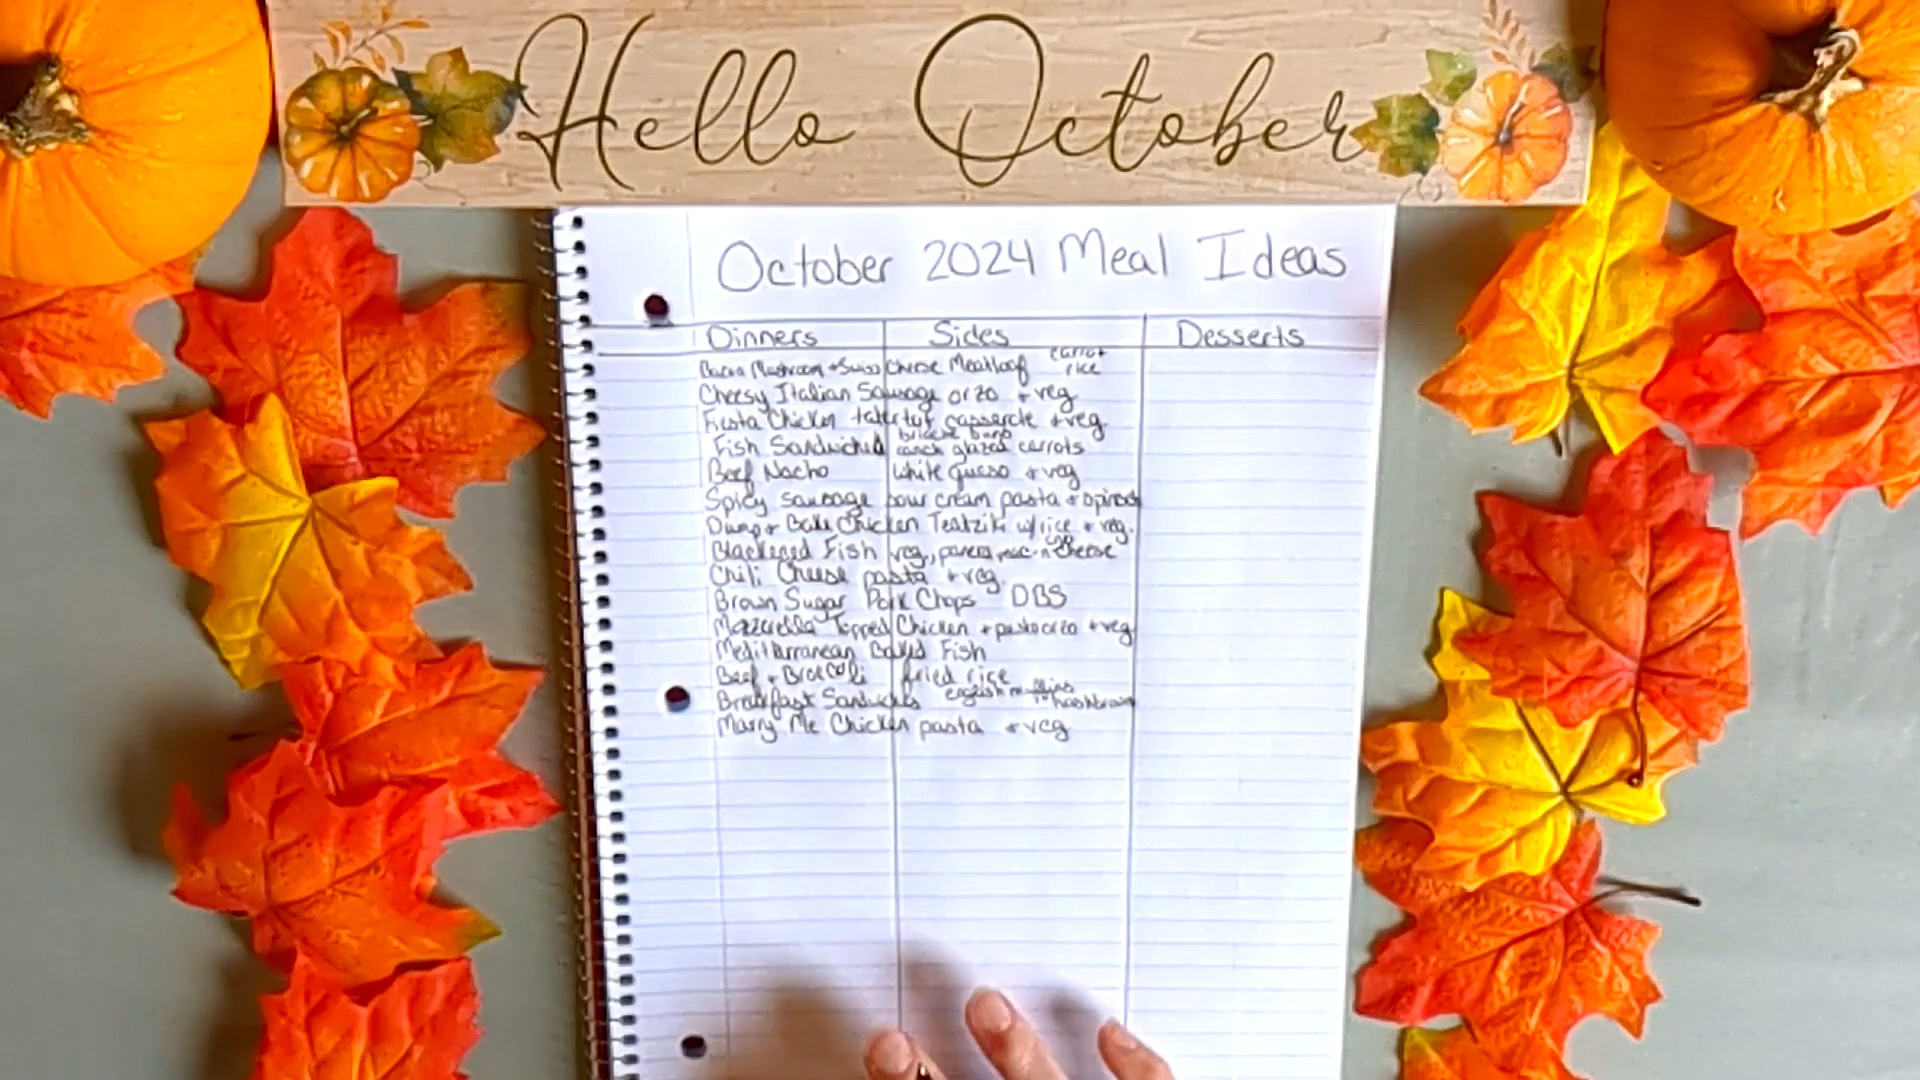 Hello October
October 2024 Meal Ideas
Dinners Sides Desserts
Bacon Mushroom + Swiss Cheese Meatloaf carrot rice
Cheesy Italian Sausage orzo + veg
Fiesta Chicken tater tot casserole + veg
Fish Sandwiches brioche buns ranch glazed carrots
Beef Nacho white queso + veg
Spicy sausage sour cream pasta + spinach
Dump + Bake Chicken w/rice + veg.
Blackened Fish veg, panera mac n cheese
Chili Cheese pasta + veg.
Brown Sugar Pork Chops DBS
Mozzarella Topped Chicken + pasta orzo + veg
Mediterranean Baked Fish
Beef + Broccoli fried rice
Breakfast Sandwiches english muffins hashbrown
Marry Me Chicken pasta + veg